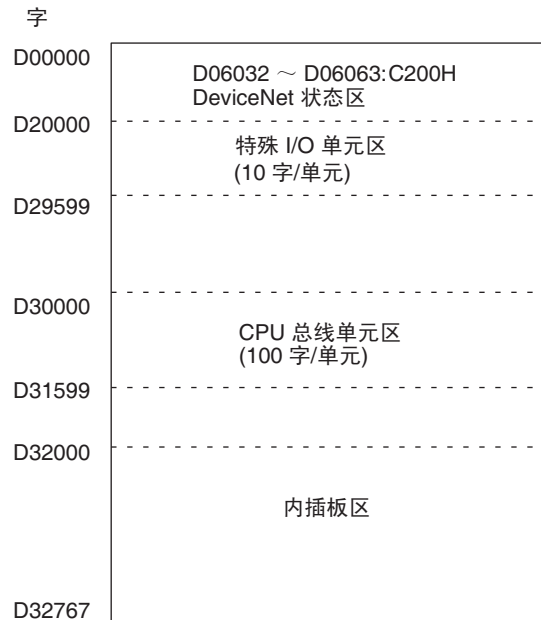 字
D00000
D06032 ～ D06063:C200H
DeviceNet 状态区
D20000
特殊 I/O 单元区
(10 字/单元)
D29599
D30000
CPU 总线单元区
(100 字/单元)
D31599
D32000
内插板区
D32767